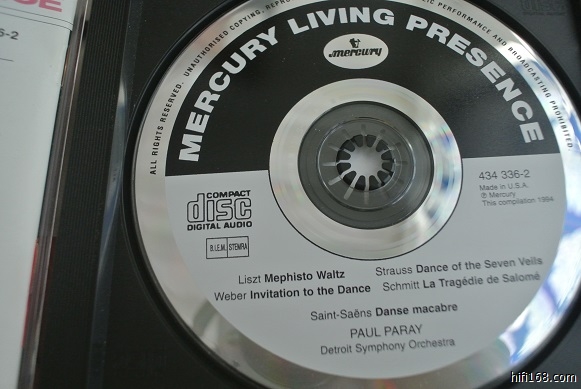 6-2
ALL RIGHTS RESERVED. UNAUTHORISED COPYING, REPRODUCTION, PUBLIC PERFORMANCE AND BROADCASTING PROHIBITED.
MERCURY LIVING PRESENCE
mercury
434 336-2
Made in U.S.A.
℗ Mercury
This compilation 1994
COMPACT
disc
DIGITAL AUDIO
B.I.E.M. STEMRA
Liszt Mephisto Waltz
Strauss Dance of the Seven Veils
Weber Invitation to the Dance
Schmitt La Tragédie de Salomé
Saint-Saëns Danse macabre
PAUL PARAY
Detroit Symphony Orchestra
hifi168.com